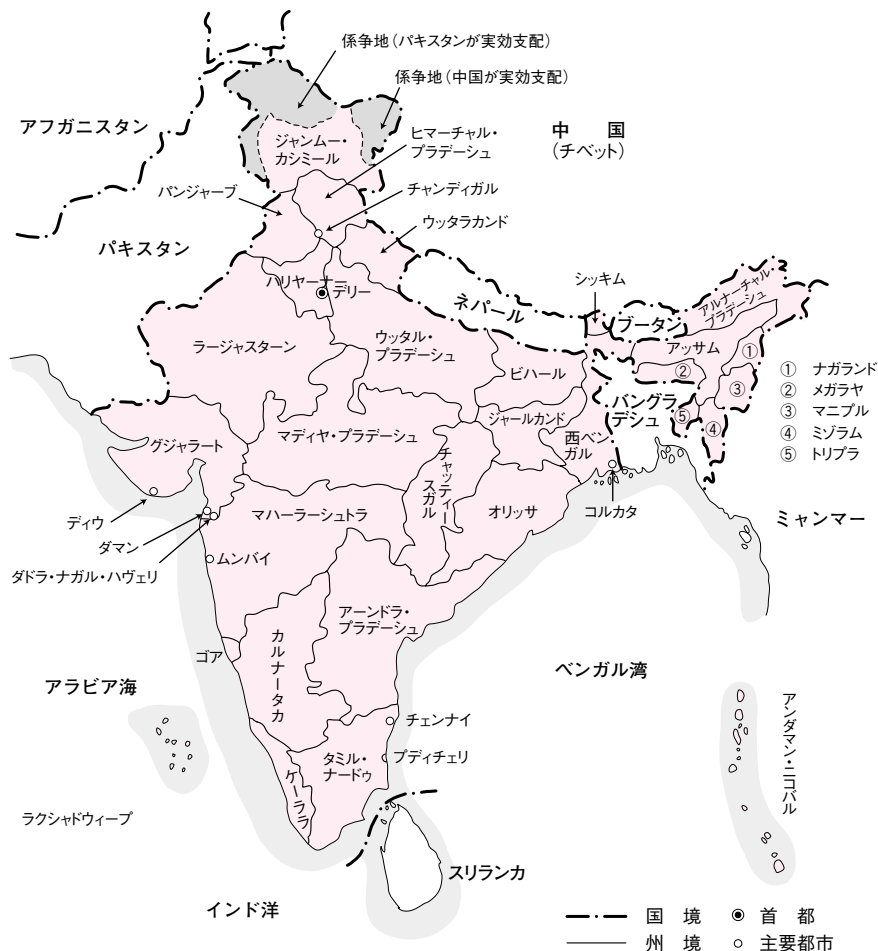 係争地(パキスタンが実効支配)
係争地(中国が実効支配)
アフガニスタン
中 国
(チベット)
ジャンムー・
カシミール
ヒマーチャル・
プラデーシュ
パンジャーブ
チャンディガル
ウッタラカンド
パキスタン
ハリヤーナー
デリー
ネパール
シッキム
ブータン
アルナーチャル
プラデーシュ
ラージャスターン
ウッタル・
プラデーシュ
アッサム
ビハール
①
②
③
④
⑤
① ナガランド
② メガラヤ
③ マニプル
④ ミゾラム
⑤ トリプラ
バングラ
デシュ
グジャラート
マディヤ・プラデーシュ
ジャールカンド
西ベン
ガル
チャッティー
スガル
ディウ
マハーラーシュトラ
オリッサ
コルカタ
ミャンマー
ダマン
ダドラ・ナガル・ハヴェリ
ムンバイ
アーンドラ・
プラデーシュ
ゴア
カルナータカ
ベンガル湾
アラビア海
チェンナイ
アンダマン・ニコバル
タミル・
ナードゥ
プディチェリ
ケーララ
ラクシャドウィープ
スリランカ
インド洋
国 境
首 都
州 境
主要都市